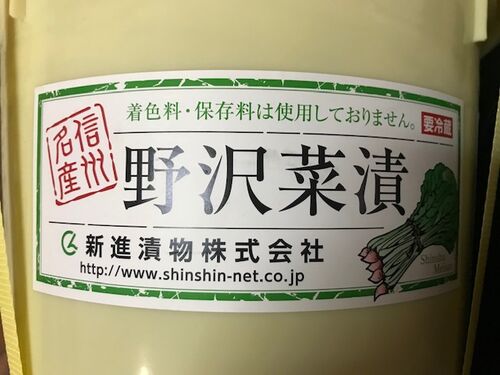 着色料・保存料は使用しておりません。
要冷蔵
信州
名産
野沢菜漬
新進漬物株式会社
http://www.shinshin-net.co.jp
Shinshu
Meisan